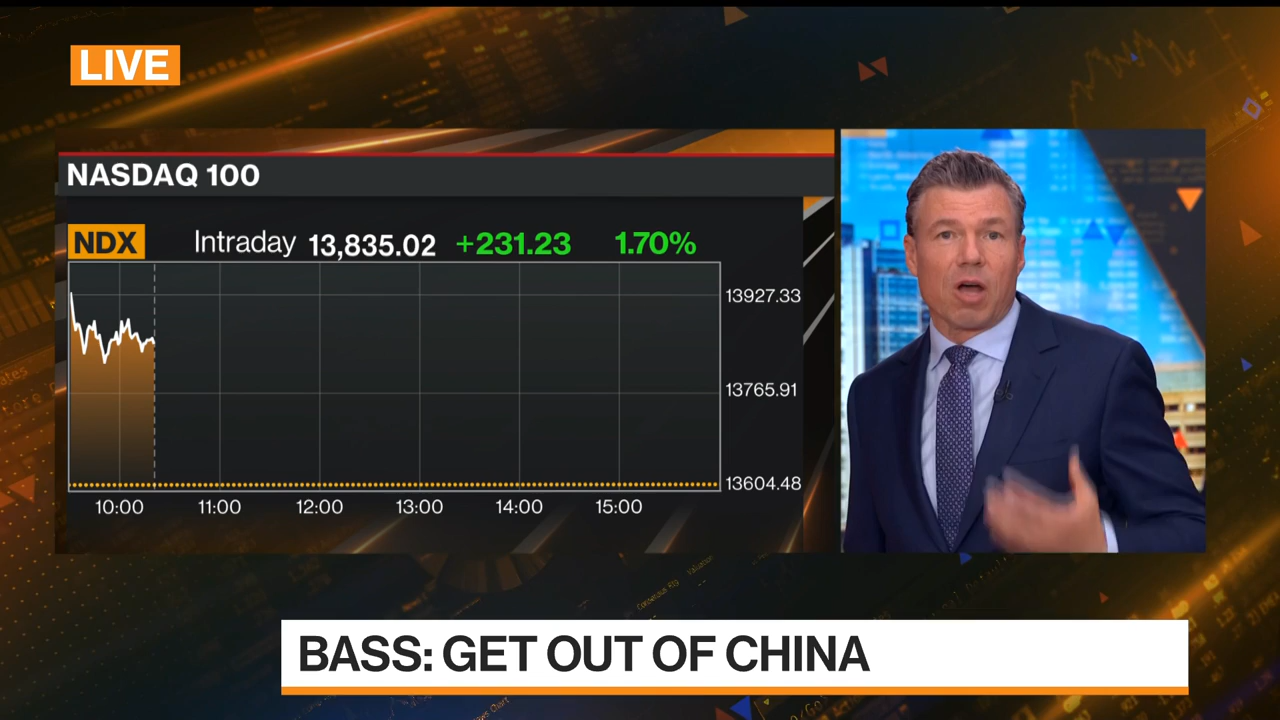 LIVE
NASDAQ 100
NDX Intraday 13,835.02 +231.23 1.70%
13927.33
13765.91
13604.48
10:00 11:00 12:00 13:00 14:00 15:00
BASS: GET OUT OF CHINA